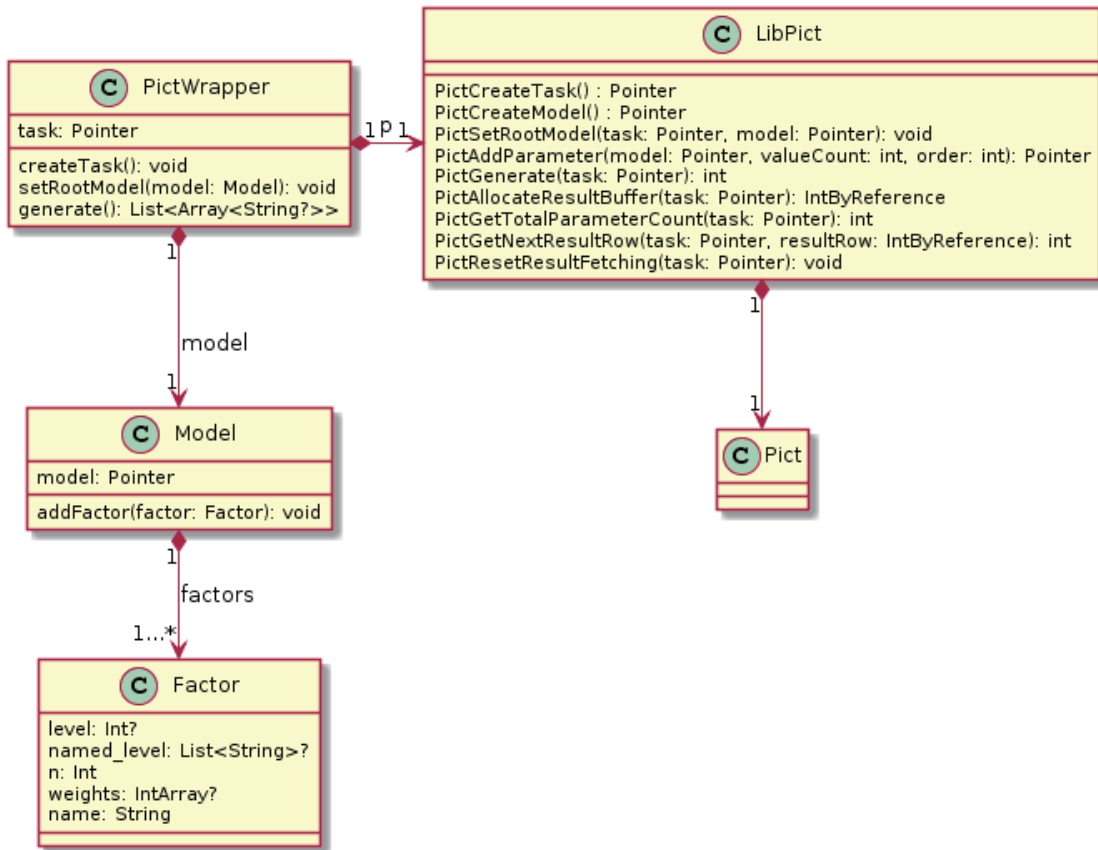 C PictWrapper
task: Pointer
createTask(): void
setRootModel(model: Model): void
generate(): List<Array<String?>>
1 p 1
C LibPict
PictCreateTask() : Pointer
PictCreateModel() : Pointer
PictSetRootModel(task: Pointer, model: Pointer): void
PictAddParameter(model: Pointer, valueCount: int, order: int): Pointer
PictGenerate(task: Pointer): int
PictAllocateResultBuffer(task: Pointer): IntByReference
PictGetTotalParameterCount(task: Pointer): int
PictGetNextResultRow(task: Pointer, resultRow: IntByReference): int
PictResetResultFetching(task: Pointer): void
1
model
1
1
1
C Model
model: Pointer
addFactor(factor: Factor): void
C Pict
1
factors
1...*
C Factor
level: Int?
named_level: List<String>?
n: Int
weights: IntArray?
name: String